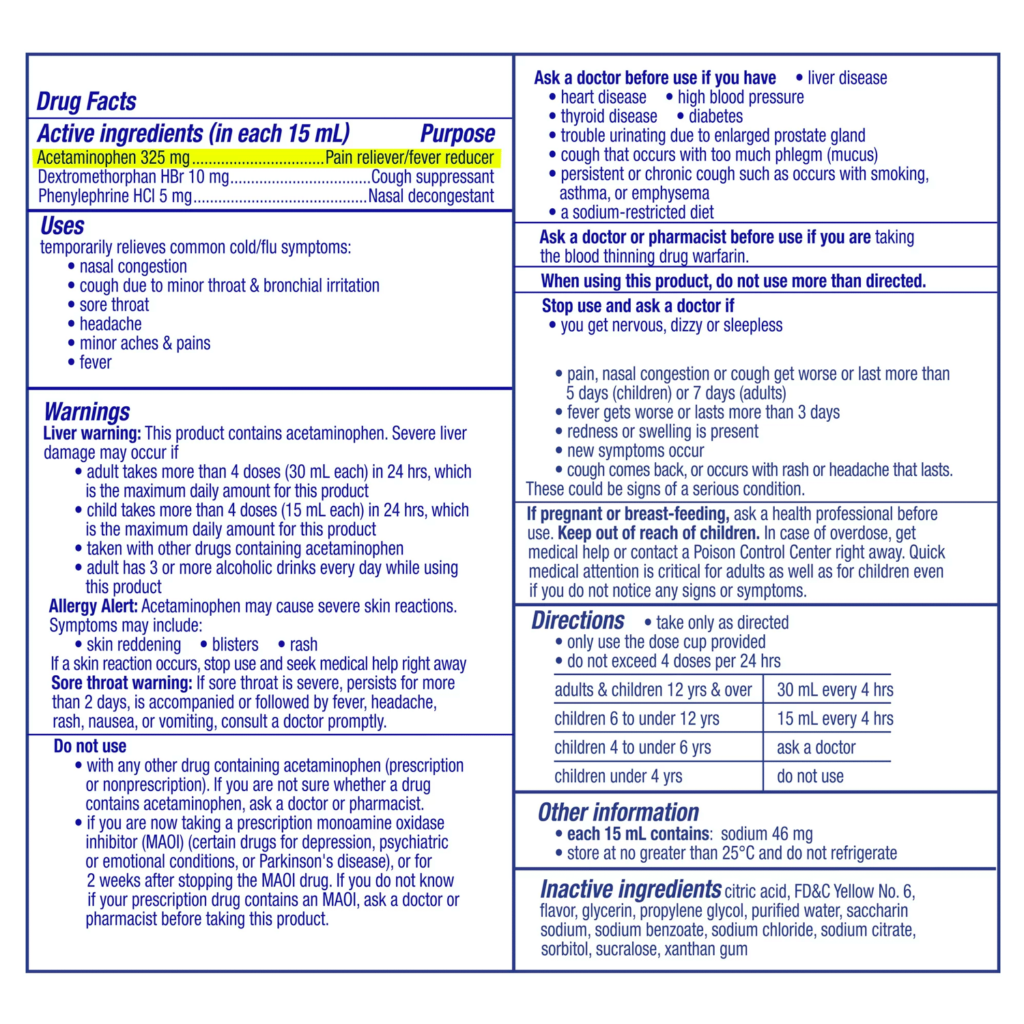 Drug Facts
Active ingredients (in each 15 mL) Purpose
Acetaminophen 325 mg................................Pain reliever/fever reducer
Dextromethorphan HBr 10 mg..................................Cough suppressant
Phenylephrine HCl 5 mg..........................................Nasal decongestant
Uses
temporarily relieves common cold/flu symptoms:
• nasal congestion
• cough due to minor throat & bronchial irritation
• sore throat
• headache
• minor aches & pains
• fever
Warnings
Liver warning: This product contains acetaminophen. Severe liver
damage may occur if
• adult takes more than 4 doses (30 mL each) in 24 hrs, which
is the maximum daily amount for this product
• child takes more than 4 doses (15 mL each) in 24 hrs, which
is the maximum daily amount for this product
• taken with other drugs containing acetaminophen
• adult has 3 or more alcoholic drinks every day while using
this product
Allergy Alert: Acetaminophen may cause severe skin reactions.
Symptoms may include:
• skin reddening • blisters • rash
If a skin reaction occurs, stop use and seek medical help right away
Sore throat warning: If sore throat is severe, persists for more
than 2 days, is accompanied or followed by fever, headache,
rash, nausea, or vomiting, consult a doctor promptly.
Do not use
• with any other drug containing acetaminophen (prescription
or nonprescription). If you are not sure whether a drug
contains acetaminophen, ask a doctor or pharmacist.
• if you are now taking a prescription monoamine oxidase
inhibitor (MAOI) (certain drugs for depression, psychiatric
or emotional conditions, or Parkinson's disease), or for
2 weeks after stopping the MAOI drug. If you do not know
if your prescription drug contains an MAOI, ask a doctor or
pharmacist before taking this product.
Ask a doctor before use if you have • liver disease
• heart disease • high blood pressure
• thyroid disease • diabetes
• trouble urinating due to enlarged prostate gland
• cough that occurs with too much phlegm (mucus)
• persistent or chronic cough such as occurs with smoking,
asthma, or emphysema
• a sodium-restricted diet
Ask a doctor or pharmacist before use if you are taking
the blood thinning drug warfarin.
When using this product, do not use more than directed.
Stop use and ask a doctor if
• you get nervous, dizzy or sleepless
• pain, nasal congestion or cough get worse or last more than
5 days (children) or 7 days (adults)
• fever gets worse or lasts more than 3 days
• redness or swelling is present
• new symptoms occur
• cough comes back, or occurs with rash or headache that lasts.
These could be signs of a serious condition.
If pregnant or breast-feeding, ask a health professional before
use. Keep out of reach of children. In case of overdose, get
medical help or contact a Poison Control Center right away. Quick
medical attention is critical for adults as well as for children even
if you do not notice any signs or symptoms.
Directions • take only as directed
• only use the dose cup provided
• do not exceed 4 doses per 24 hrs
adults & children 12 yrs & over 30 mL every 4 hrs
children 6 to under 12 yrs 15 mL every 4 hrs
children 4 to under 6 yrs ask a doctor
children under 4 yrs do not use
Other information
• each 15 mL contains: sodium 46 mg
• store at no greater than 25°C and do not refrigerate
Inactive ingredients citric acid, FD&C Yellow No. 6,
flavor, glycerin, propylene glycol, purified water, saccharin
sodium, sodium benzoate, sodium chloride, sodium citrate,
sorbitol, sucralose, xanthan gum